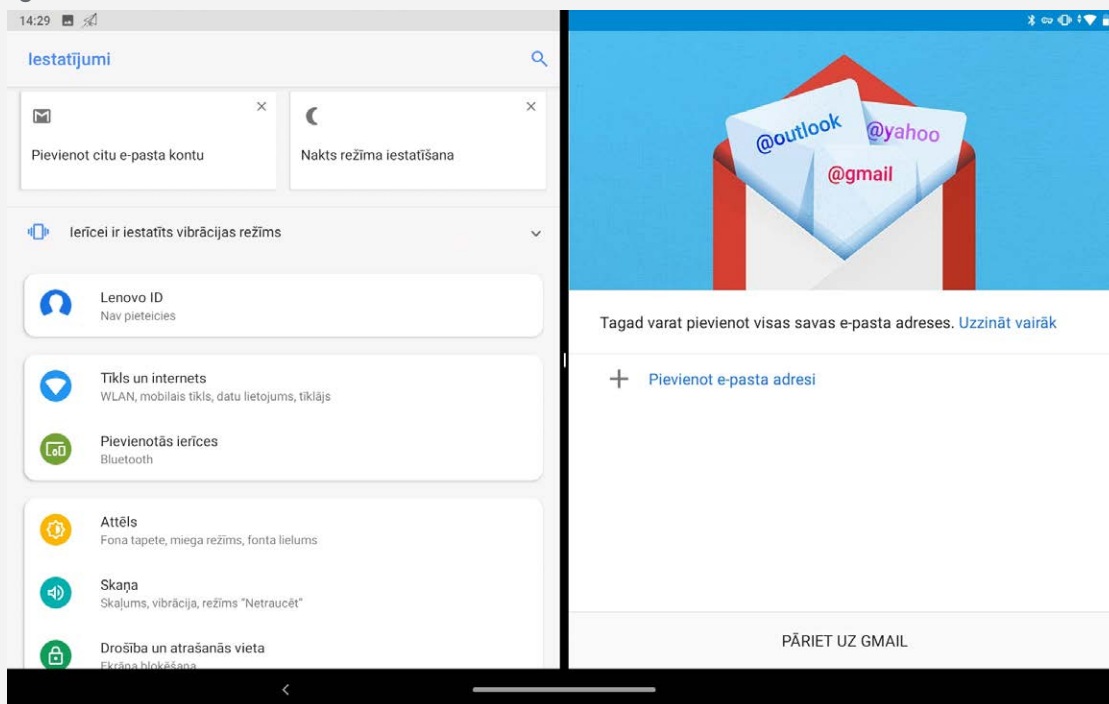 14:29
Iestatījumi
Pievienot citu e-pasta kontu
Nakts režīma iestatīšana
Ierīcei ir iestatīts vibrācijas režīms
Lenovo ID
Nav pieteicies
Tīkls un internets
WLAN, mobilais tīkls, datu lietojums, tīklājs
Pievienotās ierīces
Bluetooth
Attēls
Fona tapete, miega režīms, fonta lielums
Skaņa
Skaļums, vibrācija, režīms "Netraucēt"
Drošība un atrašanās vieta
Ekrāna bloķēšana
@outlook
@yahoo
@gmail
Tagad varat pievienot visas savas e-pasta adreses. Uzzināt vairāk
Pievienot e-pasta adresi
PĀRIET UZ GMAIL